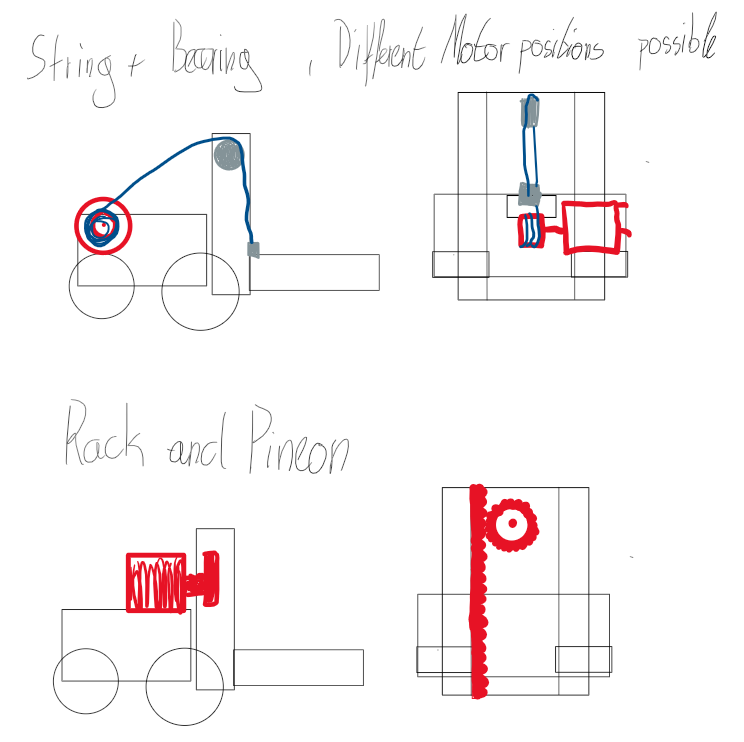 String + Bearing , Different Motor positions possible
Rack and Pineon